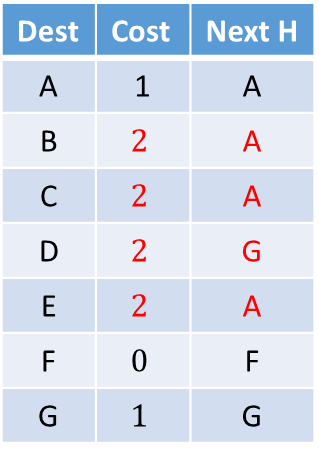 Dest Cost Next H
A 1 A
B 2 A
C 2 A
D 2 G
E 2 A
F 0 F
G 1 G